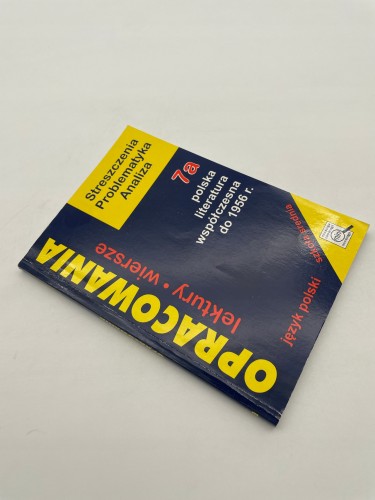 Streszczenia
Problematyka
Analiza
7a
polska
literatura
współczesna
do 1956 r.
OPRACOWANIA
lektury • wiersze
język polski
szkoła średnia